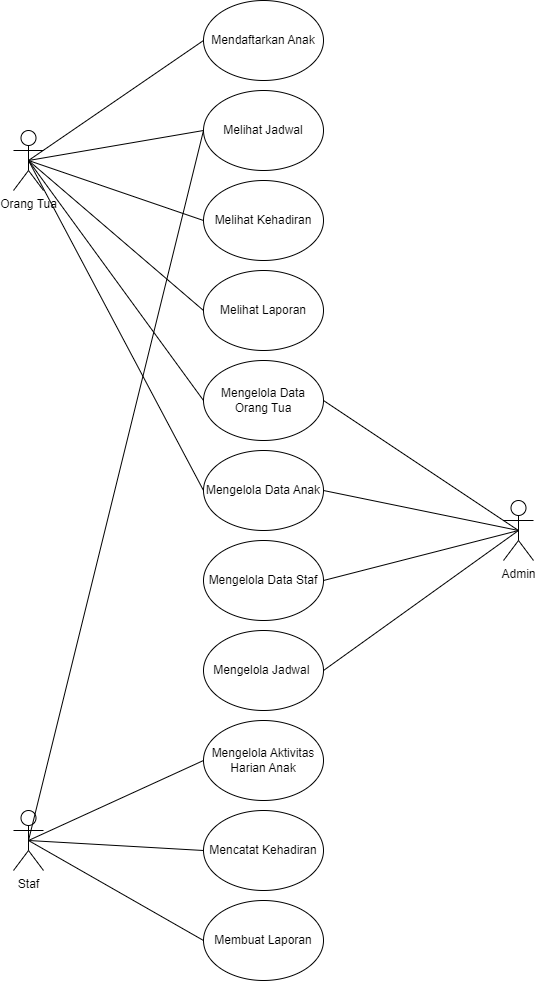 Mendaftarkan Anak
Melihat Jadwal
Orang Tua
Melihat Kehadiran
Melihat Laporan
Mengelola Data
Orang Tua
Mengelola Data Anak
Admin
Mengelola Data Staf
Mengelola Jadwal
Mengelola Aktivitas
Harian Anak
Mencatat Kehadiran
Staf
Membuat Laporan